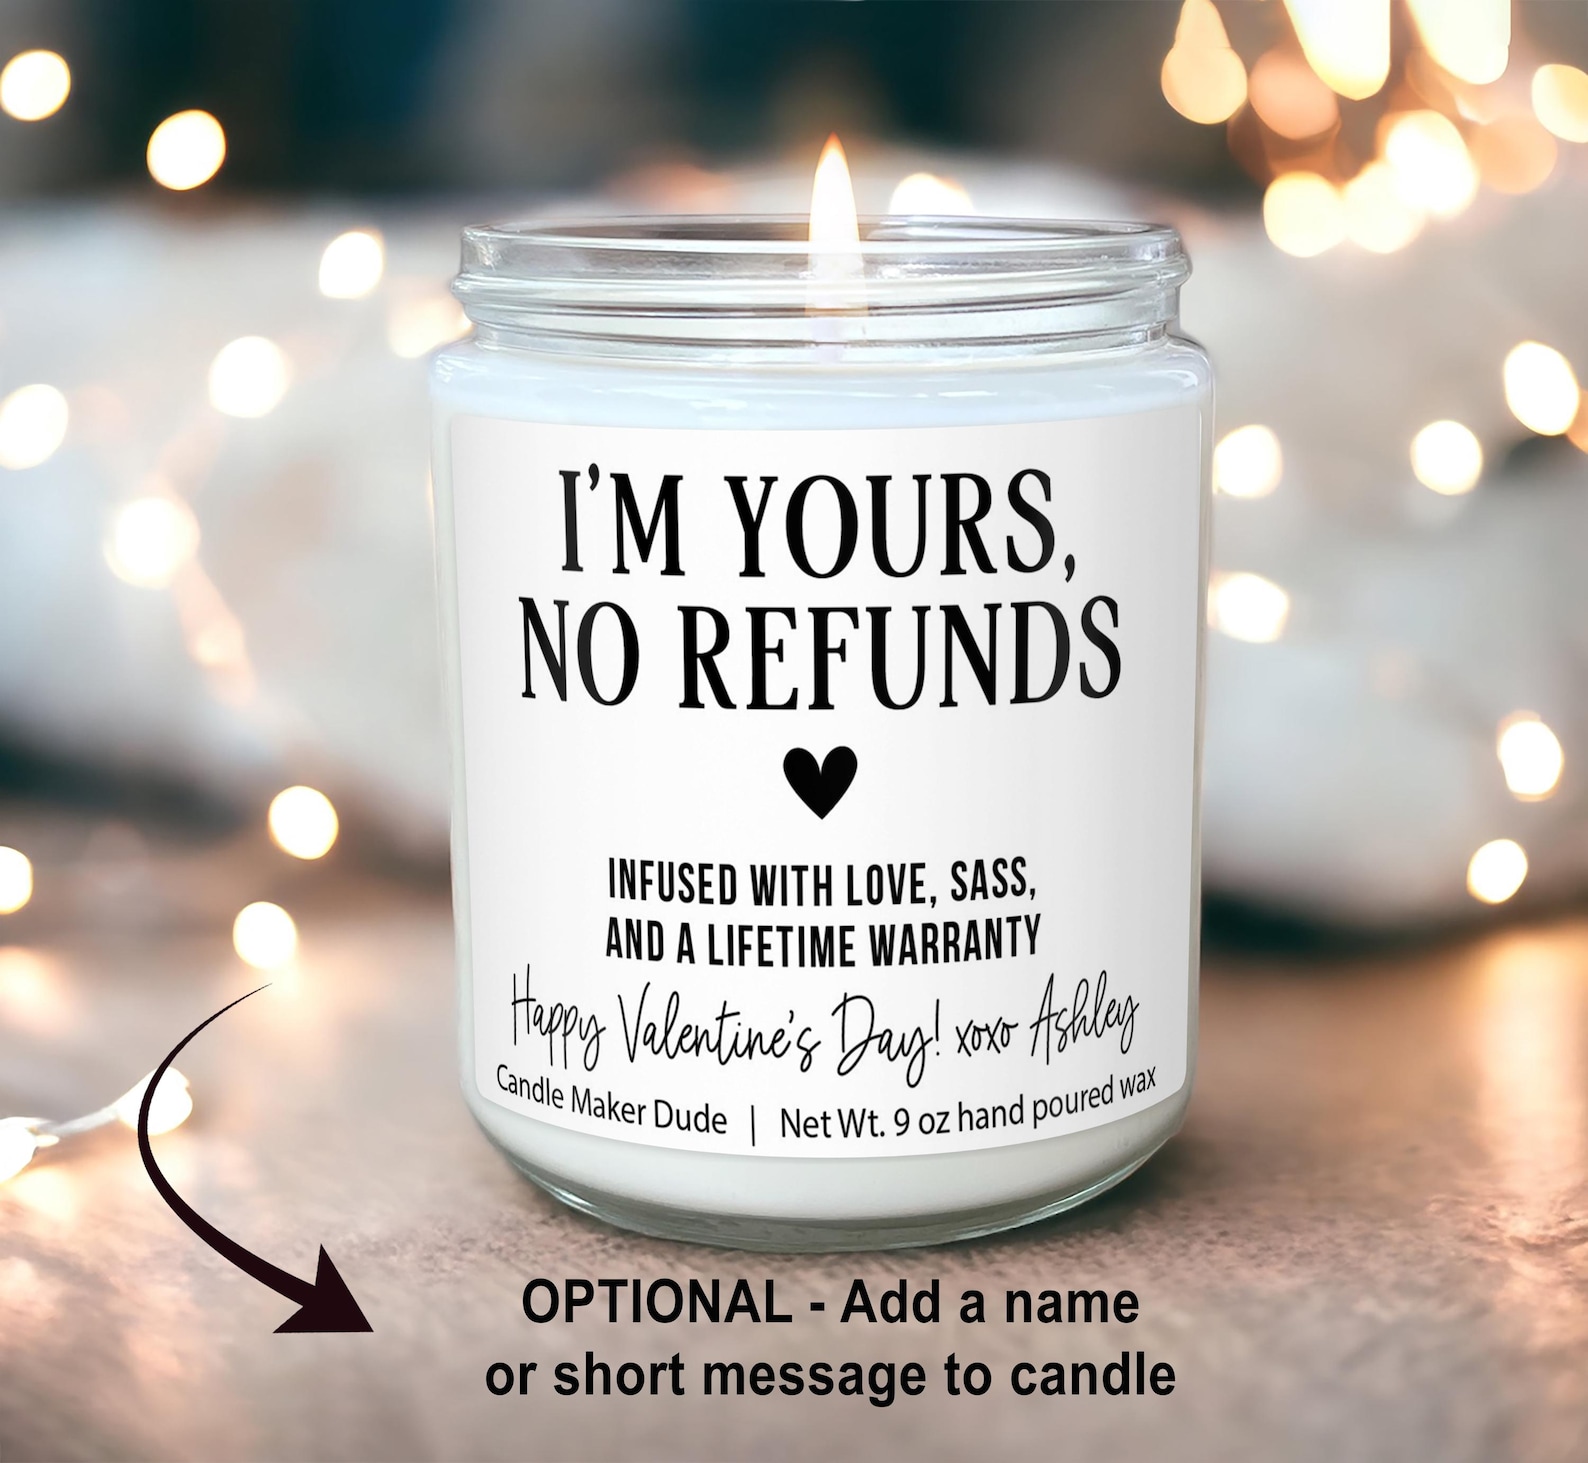 I'M YOURS,
NO REFUNDS
INFUSED WITH LOVE, SASS,
AND A LIFETIME WARRANTY
Happy Valentine's Day! xoxo Ashley
Candle Maker Dude | Net Wt. 9 oz hand poured wax
OPTIONAL - Add a name
or short message to candle